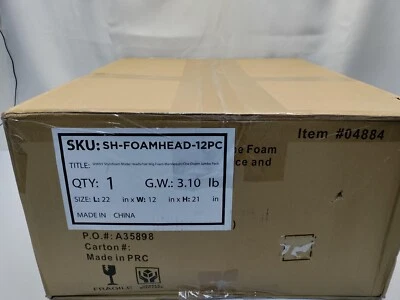 SKU: SH-FOAMHEAD-12PC
TITLE:
QTY: 1 G.W.: 3.10 lb
SIZE: L: 22 in x W: 12 in x H: 21 in
MADE IN CHINA
Item #04884
Foam
and
P.O.#: A35898
Carton #:
Made in PRC
FRAGILE